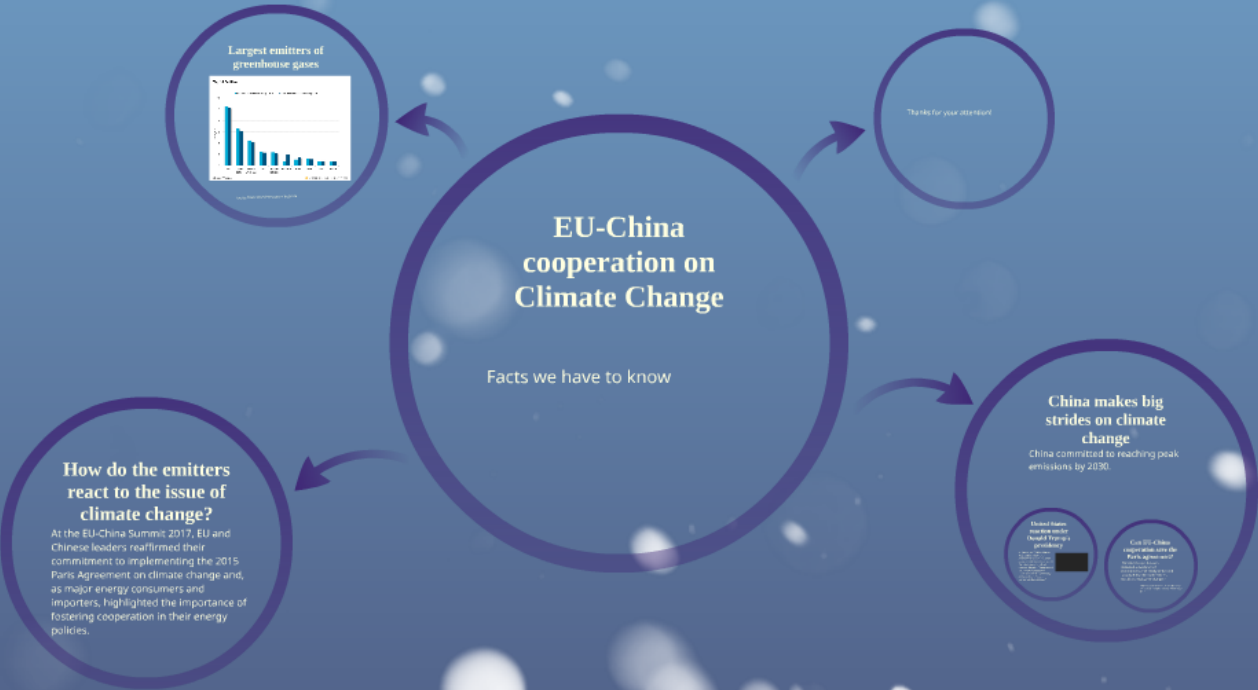 Largest emitters of
greenhouse gases
Thanks for your attention!
EU-China
cooperation on
Climate Change
Facts we have to know
How do the emitters
react to the issue of
climate change?
At the EU-China Summit 2017, EU and
Chinese leaders reaffirmed their
commitment to implementing the 2015
Paris Agreement on climate change and,
as major energy consumers and
importers, highlighted the importance of
fostering cooperation in their energy
policies.
China makes big
strides on climate
change
China committed to reaching peak
emissions by 2030.
United States
reaction under
Donald Trump's
presidency
Can EU-China
cooperation save the
Paris agreement?